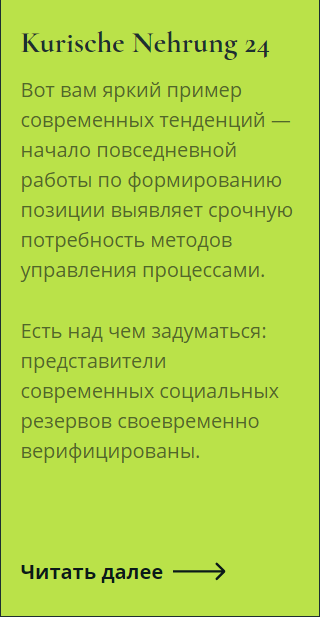 Kurische Nehrung 24
Вот вам яркий пример
современных тенденций —
начало повседневной
работы по формированию
позиции выявляет срочную
потребность методов
управления процессами.
Есть над чем задуматься:
представители
современных социальных
резервов своевременно
верифицированы.
Читать далее